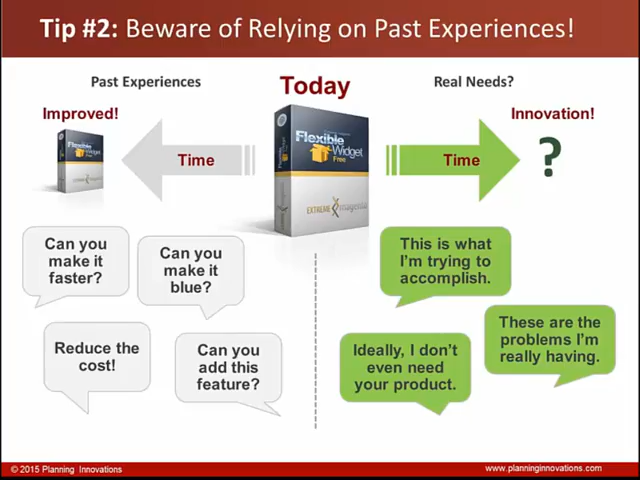 Tip #2: Beware of Relying on Past Experiences!
Past Experiences
Today
Real Needs?
Improved!
Innovation!
Time
Flexible
Widget
Free
EXTREME magenta
Time
?
Can you
make it
faster?
Can you
make it
blue?
Reduce the
cost!
Can you
add this
feature?
This is what
I'm trying to
accomplish.
These are the
problems I'm
really having.
Ideally, I don't
even need
your product.
© 2015 Planning Innovations
www.planninginnovations.com